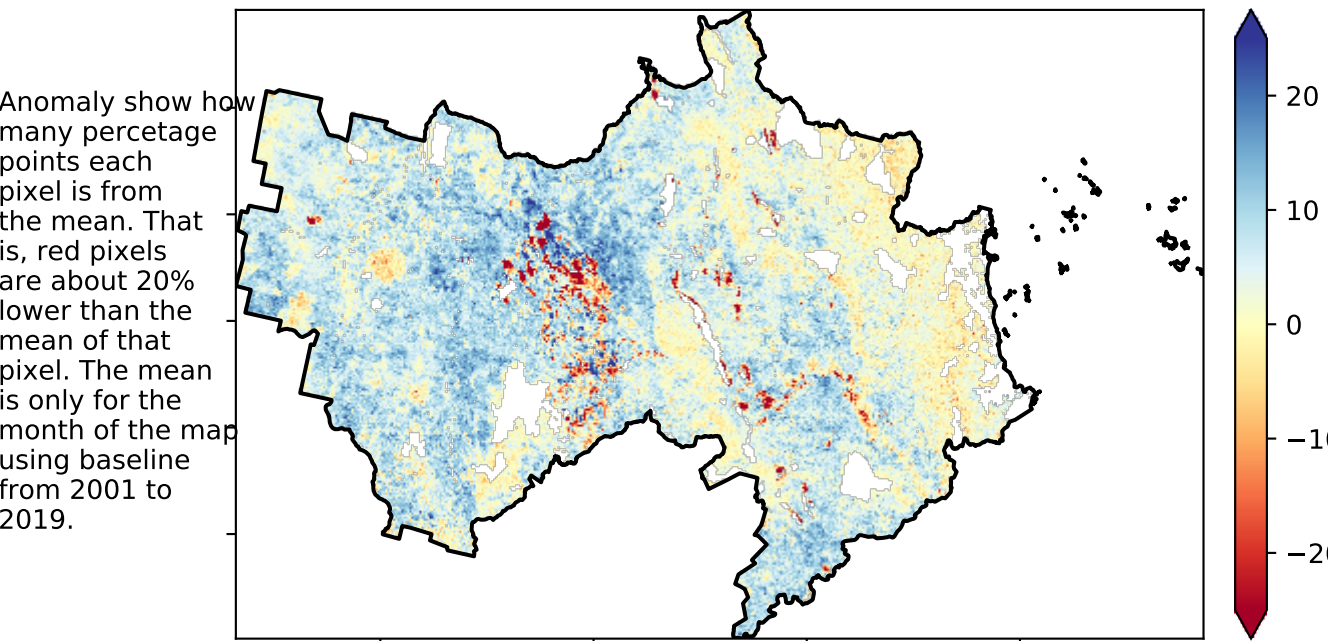 Anomaly show how
many percetage
points each
pixel is from
the mean. That
is, red pixels
are about 20%
lower than the
mean of that
pixel. The mean
is only for the
month of the map
using baseline
from 2001 to
2019.
20
10
0
−10
−20